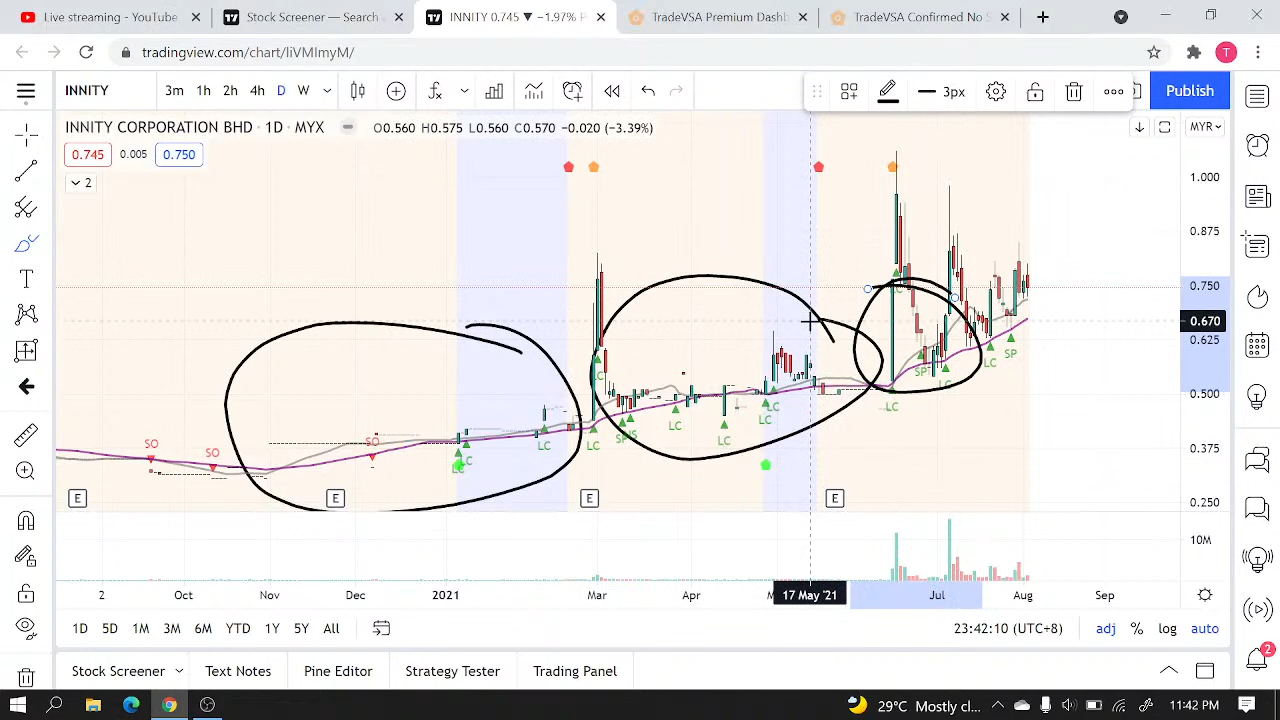 Live streaming - YouTube
Stock Screener — Search
INNITY 0.745 ▼ −1.97%
TradeVSA Premium Dashb
TradeVSA Confirmed No S
tradingview.com/chart/liVMImyM/
T
INNITY
3m 1h 2h 4h D W
3px
Publish
INNITY CORPORATION BHD · 1D · MYX
O0.560 H0.575 L0.560 C0.570 −0.020 (−3.39%)
MYR
0.745 0.005 0.750
2
1.000
0.875
0.750
0.670
0.625
0.500
0.375
0.250
10M
SO
SO
SO
LC
LC
LC
LC
LC
SP
LC
LC
LC
LC
LC
LC
SP
LC
LC
SP
E
E
E
E
2 Oct Nov Dec 2021 Mar Apr 17 May '21 Jul Aug Sep
1D 5D 1M 3M 6M YTD 1Y 5Y All
23:42:10 (UTC+8)
adj % log auto
2
Stock Screener
Text Notes
Pine Editor
Strategy Tester
Trading Panel
29°C Mostly cl...
11:42 PM